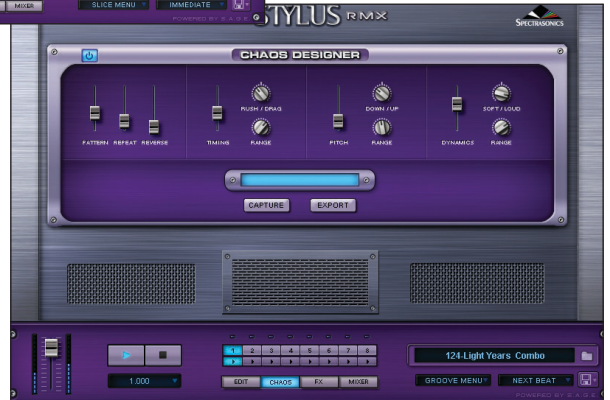 MIXER SLICE MENU IMMEDIATE
POWERED BY S.A.G.E.
STYLUS RMX
SPECTRASONICS
CHAOS DESIGNER
RUSH / DRAG DOWN / UP SOFT / LOUD
PATTERN REPEAT REVERSE TIMING RANGE PITCH RANGE DYNAMICS RANGE
CAPTURE EXPORT
1 2 3 4 5 6 7 8
124-Light Years Combo
1.000 EDIT CHAOS FX MIXER GROOVE MENU NEXT BEAT
POWERED BY S.A.G.E.